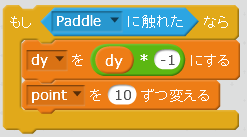 もし Paddle に触れた なら
dy を dy * -1 にする
point を 10 ずつ変える